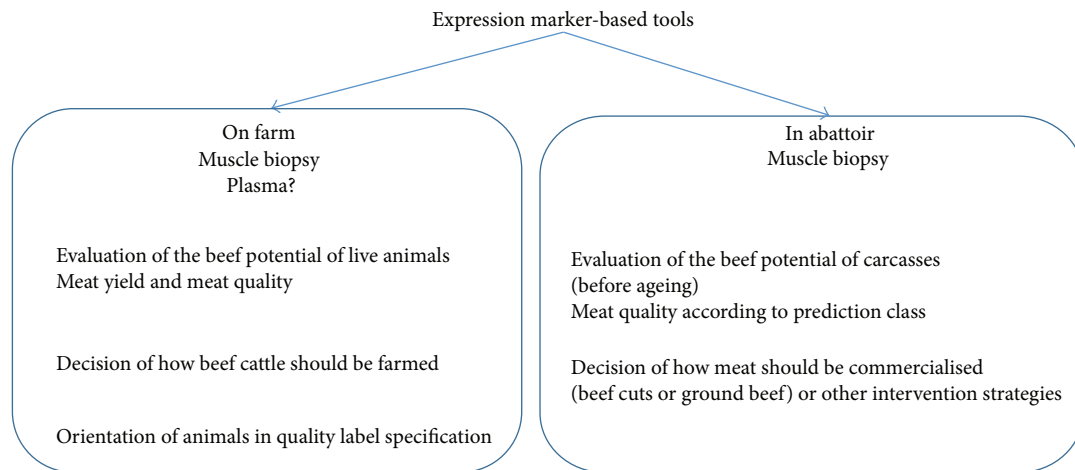 Expression marker-based tools
On farm
Muscle biopsy
Plasma?
Evaluation of the beef potential of live animals
Meat yield and meat quality
Decision of how beef cattle should be farmed
Orientation of animals in quality label specification
In abattoir
Muscle biopsy
Evaluation of the beef potential of carcasses
(before ageing)
Meat quality according to prediction class
Decision of how meat should be commercialised
(beef cuts or ground beef) or other intervention strategies